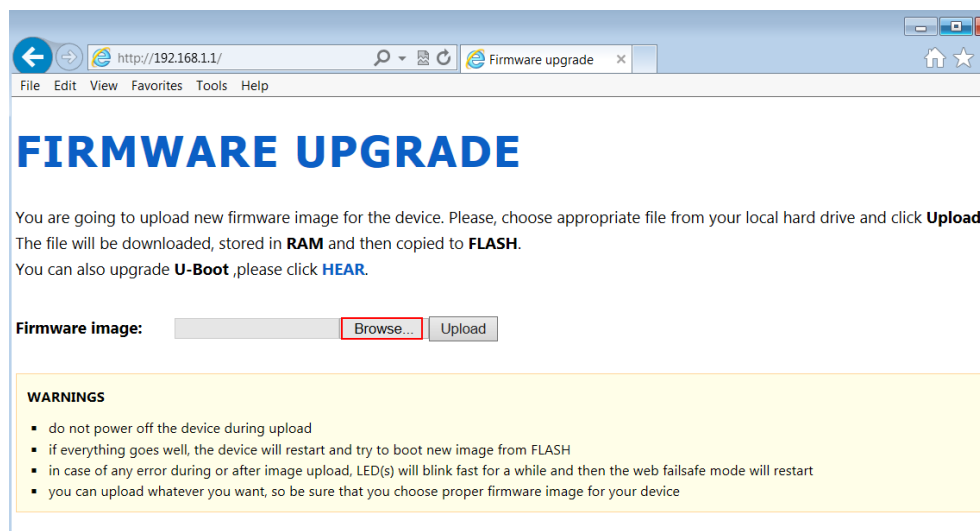 http://192.168.1.1/
Firmware upgrade
File Edit View Favorites Tools Help
FIRMWARE UPGRADE
You are going to upload new firmware image for the device. Please, choose appropriate file from your local hard drive and click Upload
The file will be downloaded, stored in RAM and then copied to FLASH.
You can also upgrade U-Boot ,please click HEAR.
Firmware image: Browse... Upload
WARNINGS
▪ do not power off the device during upload
▪ if everything goes well, the device will restart and try to boot new image from FLASH
▪ in case of any error during or after image upload, LED(s) will blink fast for a while and then the web failsafe mode will restart
▪ you can upload whatever you want, so be sure that you choose proper firmware image for your device